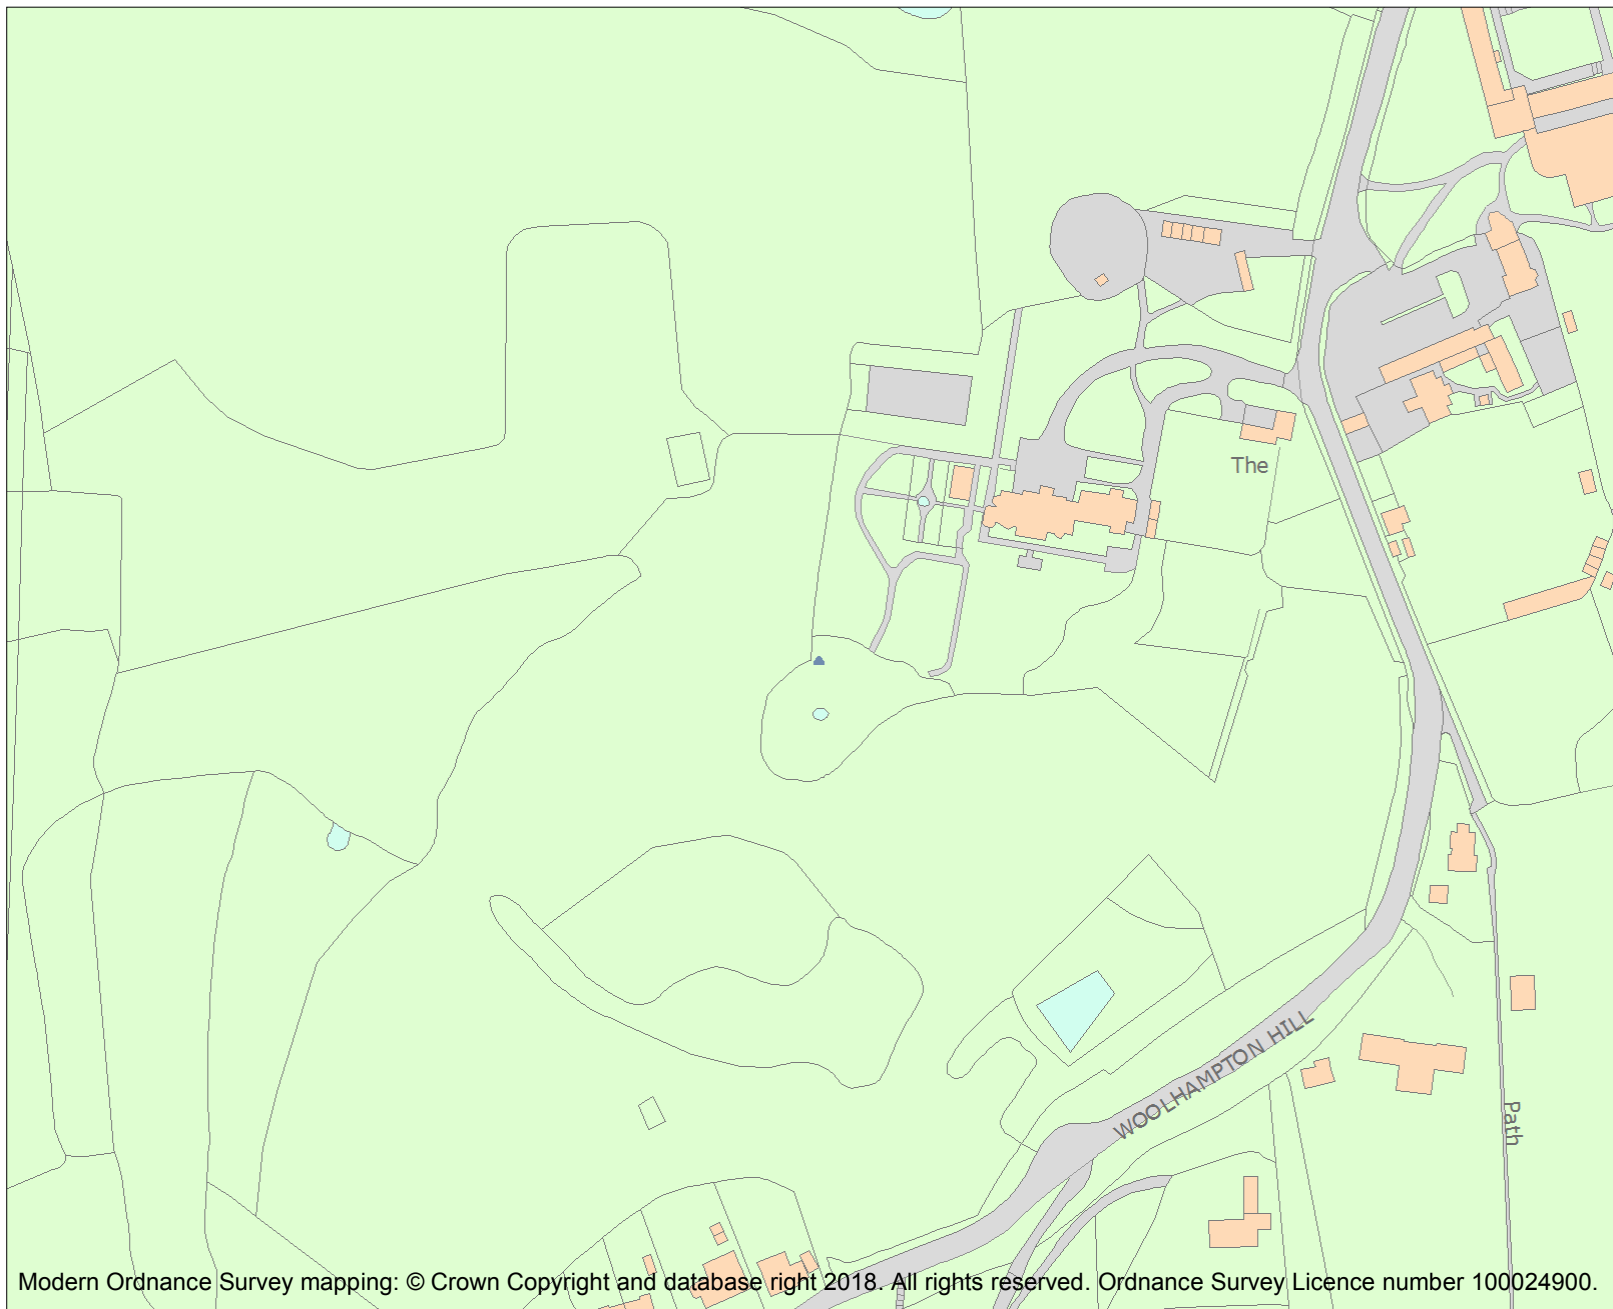 The
WOOLHAMPTON HILL
Path
Modern Ordnance Survey mapping: © Crown Copyright and database right 2018. All rights reserved. Ordnance Survey Licence number 100024900.